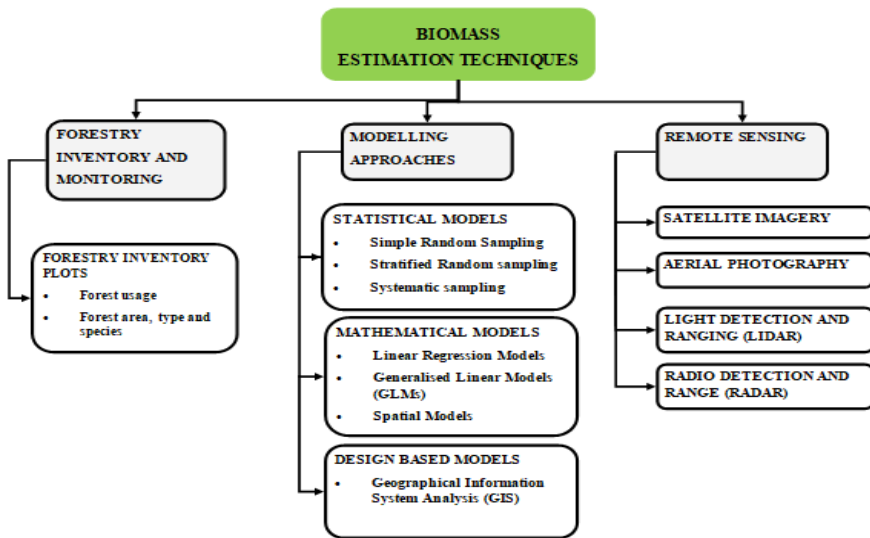 BIOMASS
ESTIMATION TECHNIQUES
FORESTRY
INVENTORY AND
MONITORING
FORESTRY INVENTORY
PLOTS
• Forest usage
• Forest area, type and
species
MODELLING
APPROACHES
STATISTICAL MODELS
• Simple Random Sampling
• Stratified Random sampling
• Systematic sampling
MATHEMATICAL MODELS
• Linear Regression Models
• Generalised Linear Models
(GLMs)
• Spatial Models
DESIGN BASED MODELS
• Geographical Information
System Analysis (GIS)
REMOTE SENSING
SATELLITE IMAGERY
AERIAL PHOTOGRAPHY
LIGHT DETECTION AND
RANGING (LIDAR)
RADIO DETECTION AND
RANGE (RADAR)